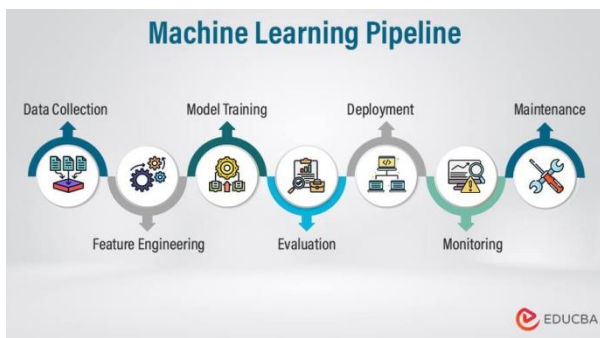 Machine Learning Pipeline
Data Collection
Model Training
Deployment
Maintenance
Feature Engineering
Evaluation
Monitoring
EDUCBA